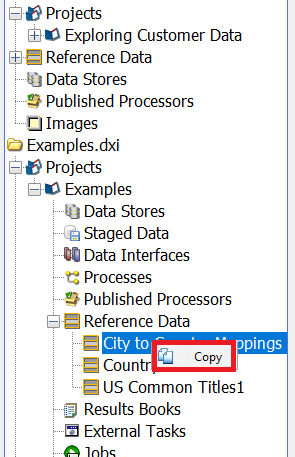 Projects
Exploring Customer Data
Reference Data
Data Stores
Published Processors
Images
Examples.dxi
Projects
Examples
Data Stores
Staged Data
Data Interfaces
Processes
Published Processors
Reference Data
City to Mappings
Copy
Country
US Common Titles1
Results Books
External Tasks
Jobs